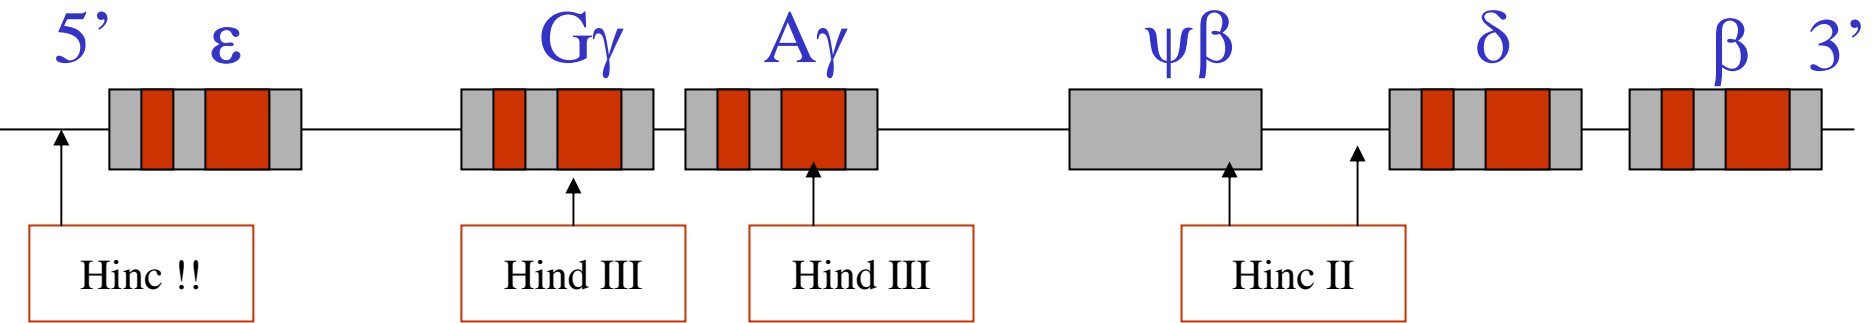 5’ ε Gγ Aγ ψβ δ β 3’
Hinc !! Hind III Hind III Hinc II